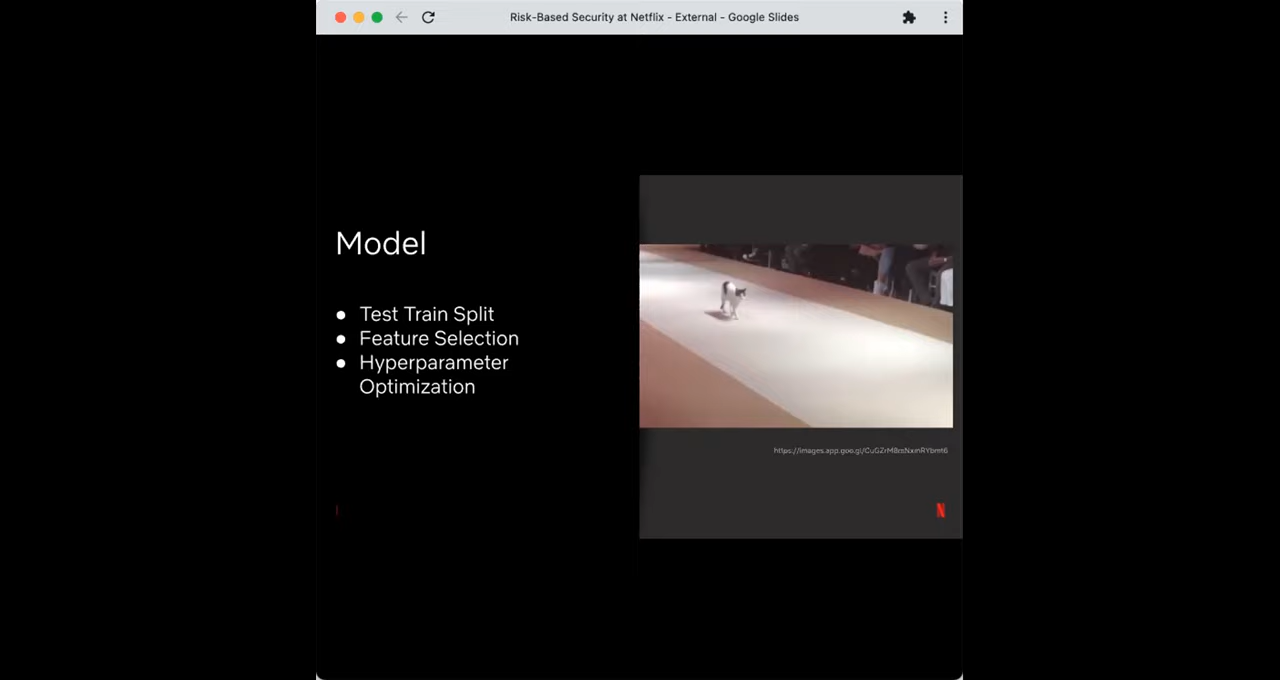 Risk-Based Security at Netflix - External - Google Slides
Model
● Test Train Split
● Feature Selection
● Hyperparameter
Optimization
N